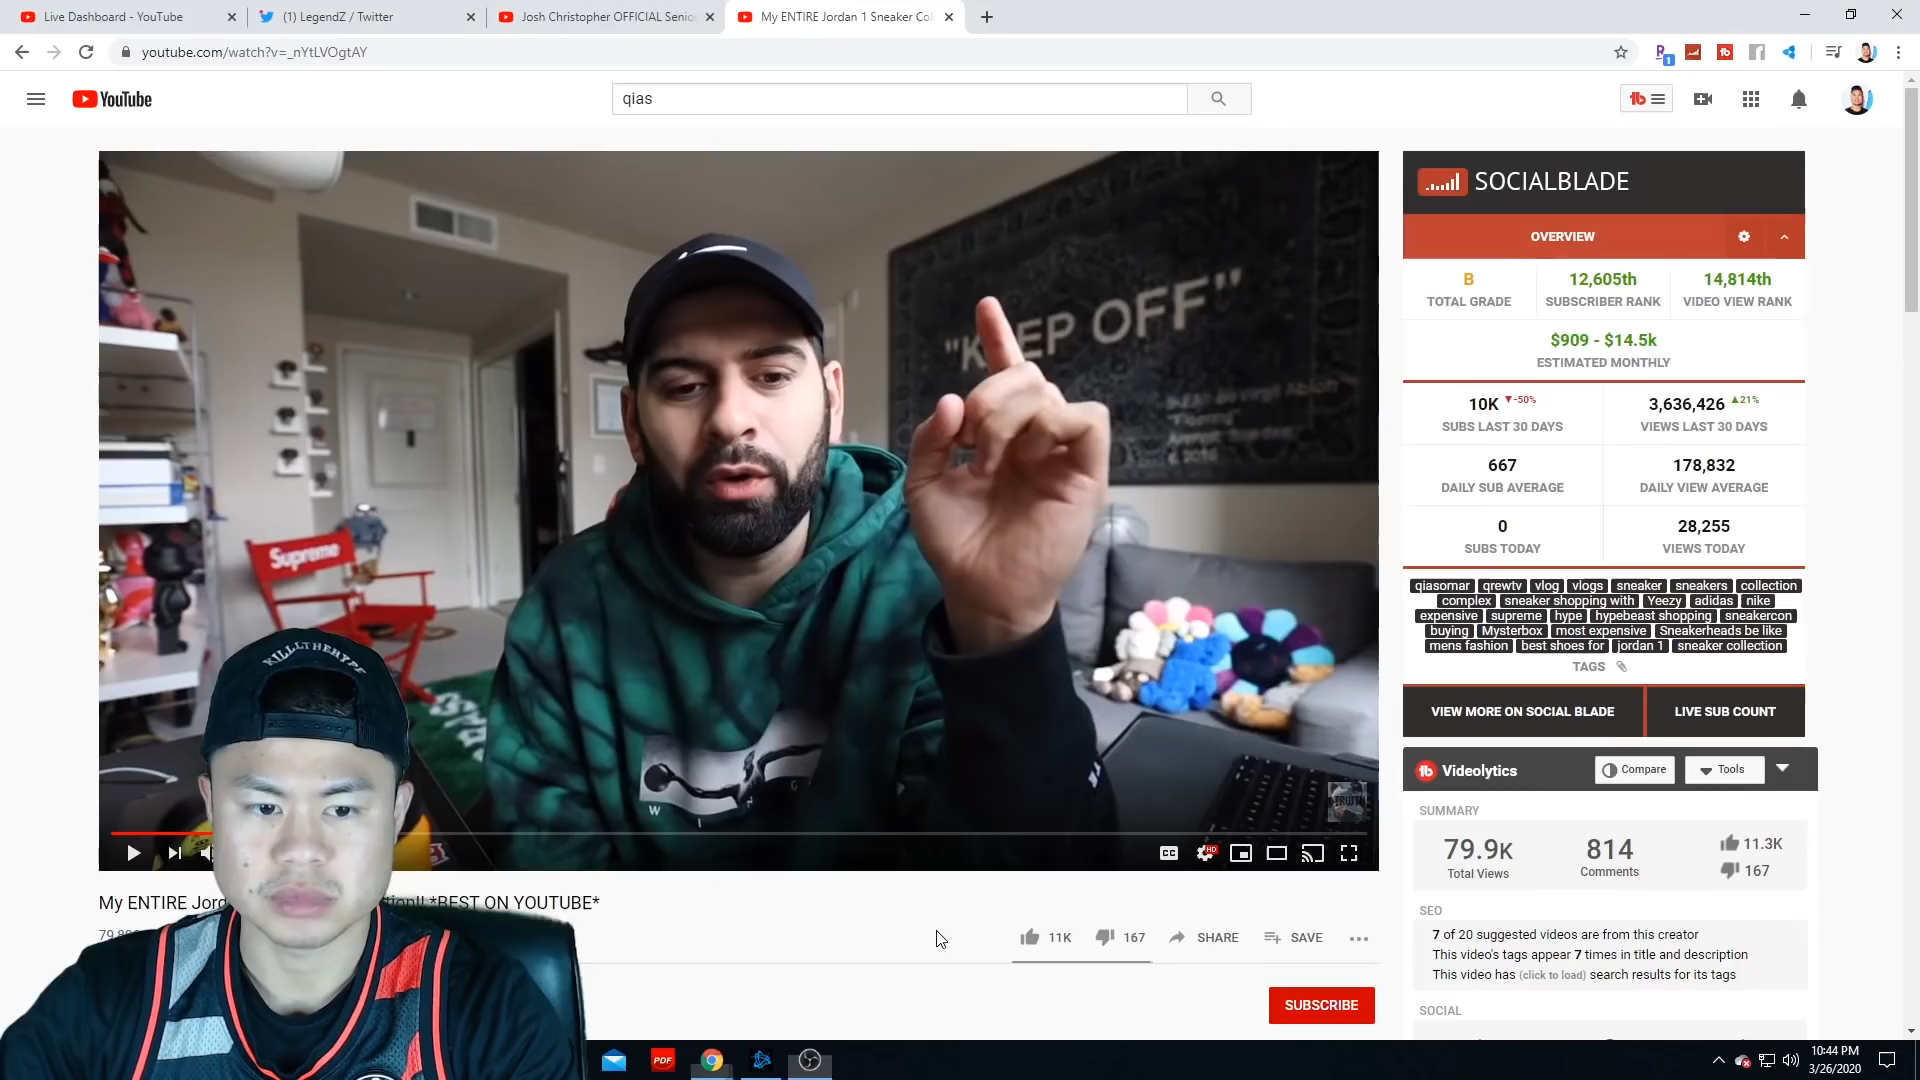 Live Dashboard - YouTube
(1) LegendZ / Twitter
Josh Christopher OFFICIAL Senio
My ENTIRE Jordan 1 Sneaker Col
youtube.com/watch?v=_nYtLVOgtAY
1
YouTube
qias
"KEEP OFF"
Supreme
KILLTHEHYPE
W
CC
HD
My ENTIRE Jord
*BEST ON YOUTUBE*
11K
167
SHARE
SAVE
SUBSCRIBE
SOCIALBLADE
OVERVIEW
B
TOTAL GRADE
12,605th
SUBSCRIBER RANK
14,814th
VIDEO VIEW RANK
$909 - $14.5k
ESTIMATED MONTHLY
10K ▼-50%
SUBS LAST 30 DAYS
3,636,426 ▲21%
VIEWS LAST 30 DAYS
667
DAILY SUB AVERAGE
178,832
DAILY VIEW AVERAGE
0
SUBS TODAY
28,255
VIEWS TODAY
qiasomar qrewtv vlog vlogs sneaker sneakers collection
complex sneaker shopping with Yeezy adidas nike
expensive supreme hype hypebeast shopping sneakercon
buying Mysterbox most expensive Sneakerheads be like
mens fashion best shoes for jordan 1 sneaker collection
TAGS
VIEW MORE ON SOCIAL BLADE
LIVE SUB COUNT
Videolytics
Compare
Tools
SUMMARY
79.9K
Total Views
814
Comments
11.3K
167
SEO
7 of 20 suggested videos are from this creator
This video's tags appear 7 times in title and description
This video has (click to load) search results for its tags
SOCIAL
PDF
10:44 PM
3/26/2020